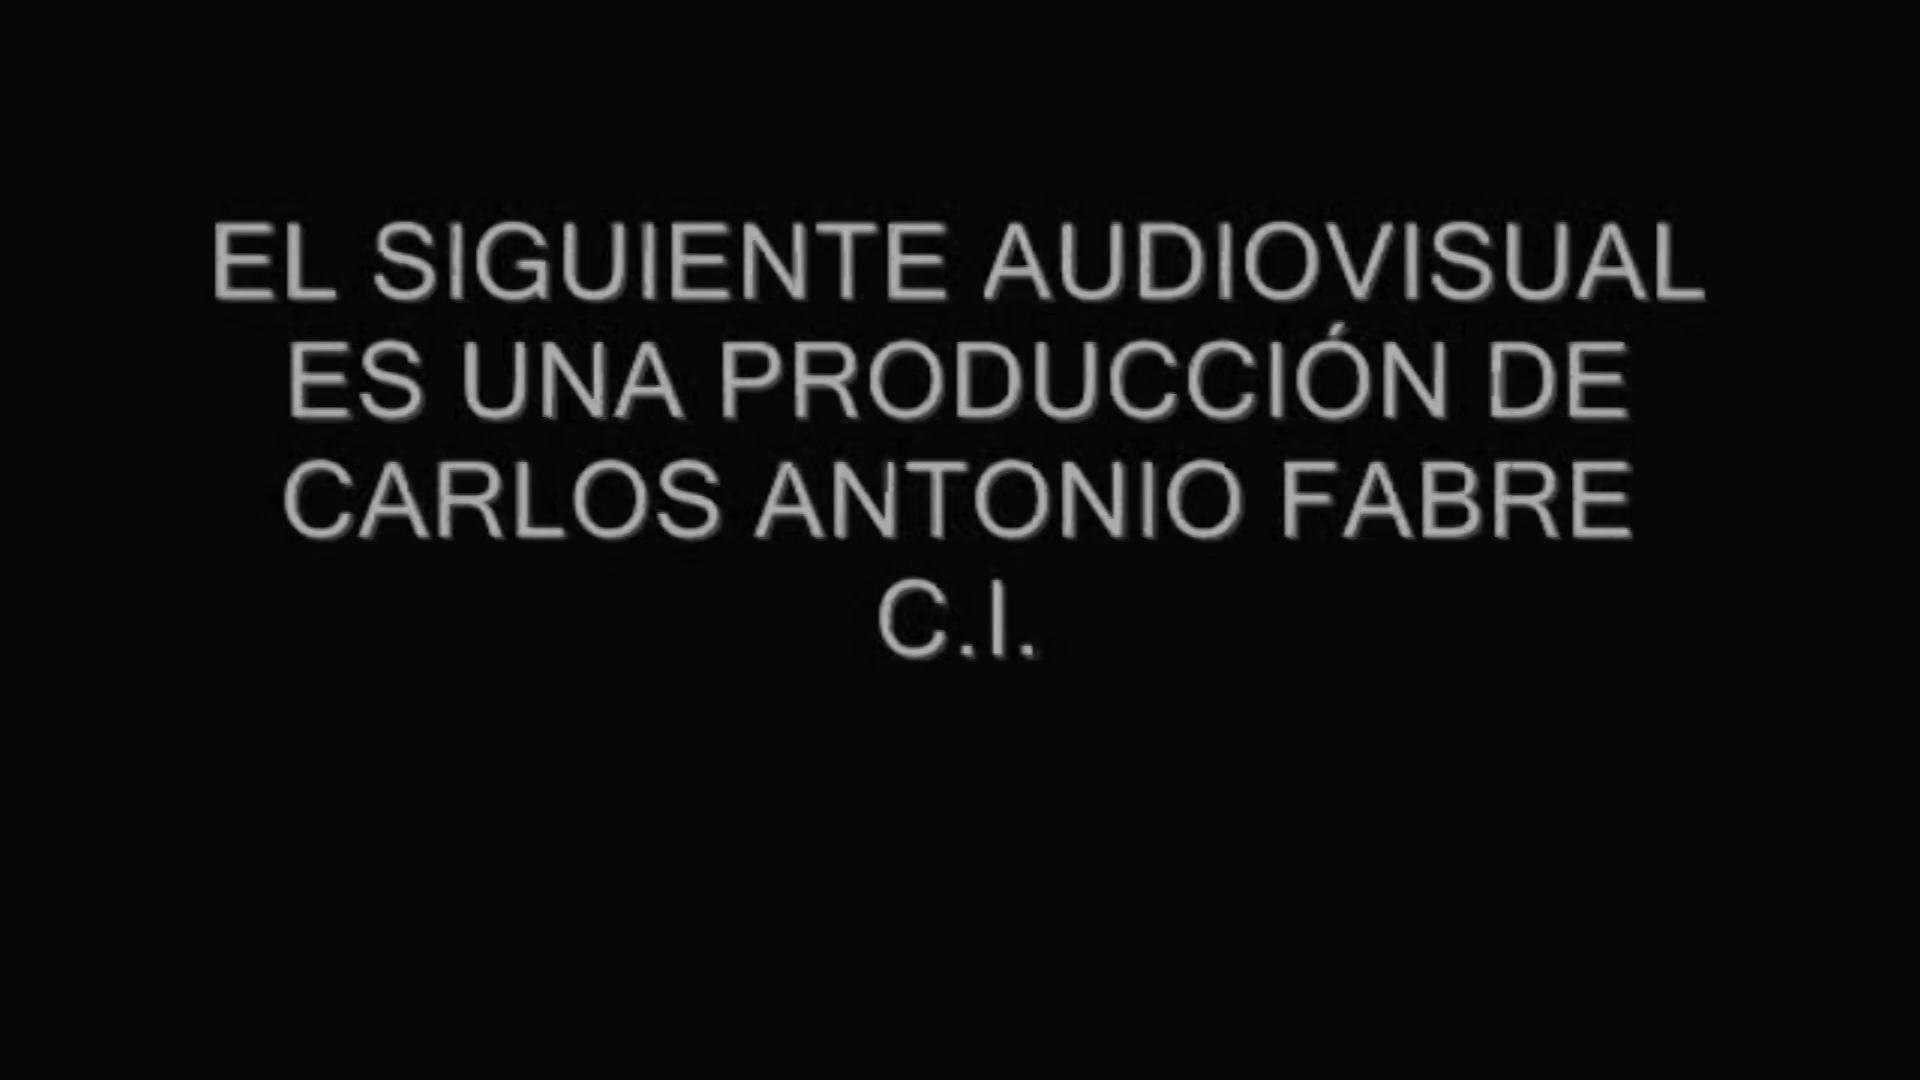 EL SIGUIENTE AUDIOVISUAL
ES UNA PRODUCCIÓN DE
CARLOS ANTONIO FABRE
C.I.